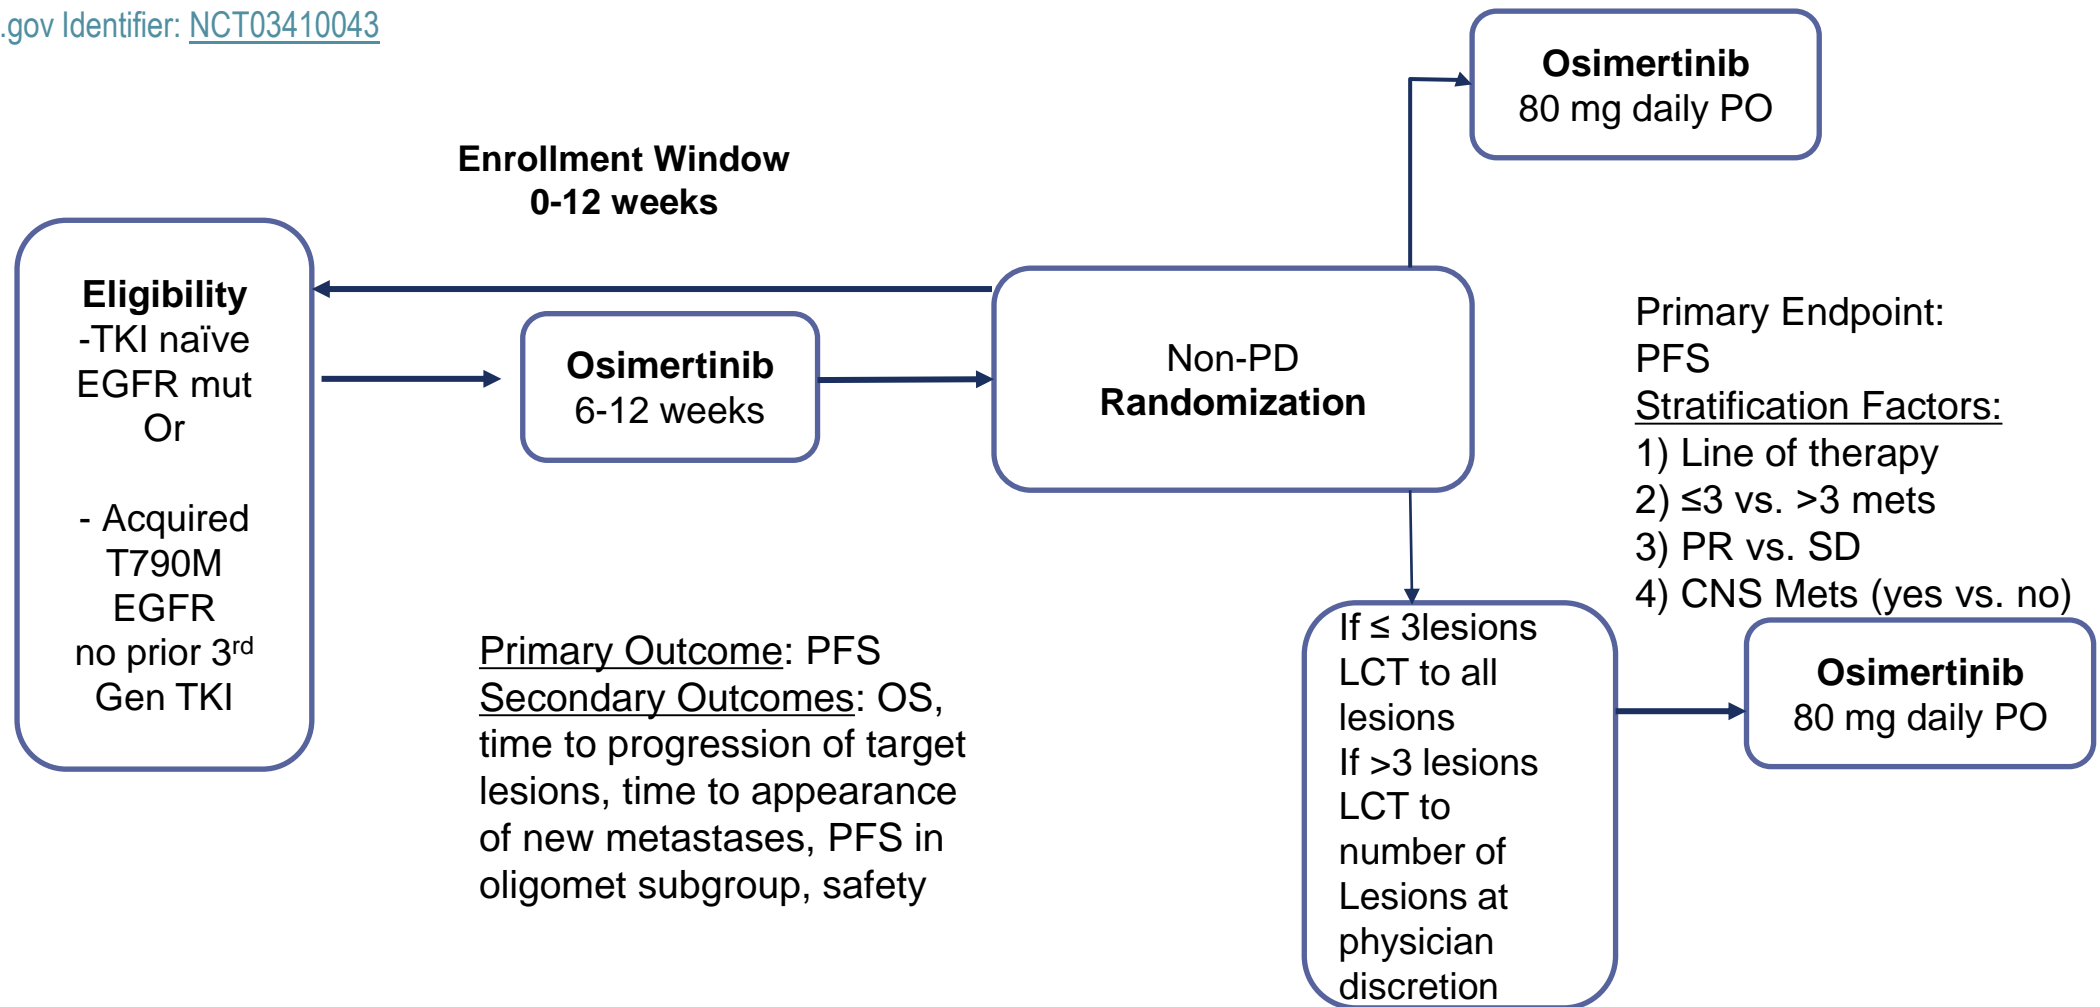 .gov Identifier: NCT03410043
Osimertinib
80 mg daily PO
Enrollment Window
0-12 weeks
Eligibility
-TKI naïve
EGFR mut
Or
- Acquired
T790M
EGFR
no prior 3rd
Gen TKI
Osimertinib
6-12 weeks
Non-PD
Randomization
Primary Endpoint:
PFS
Stratification Factors:
1) Line of therapy
2) ≤3 vs. >3 mets
3) PR vs. SD
4) CNS Mets (yes vs. no)
Primary Outcome: PFS
Secondary Outcomes: OS,
time to progression of target
lesions, time to appearance
of new metastases, PFS in
oligomet subgroup, safety
If ≤ 3lesions
LCT to all
lesions
If >3 lesions
LCT to
number of
Lesions at
physician
discretion
Osimertinib
80 mg daily PO